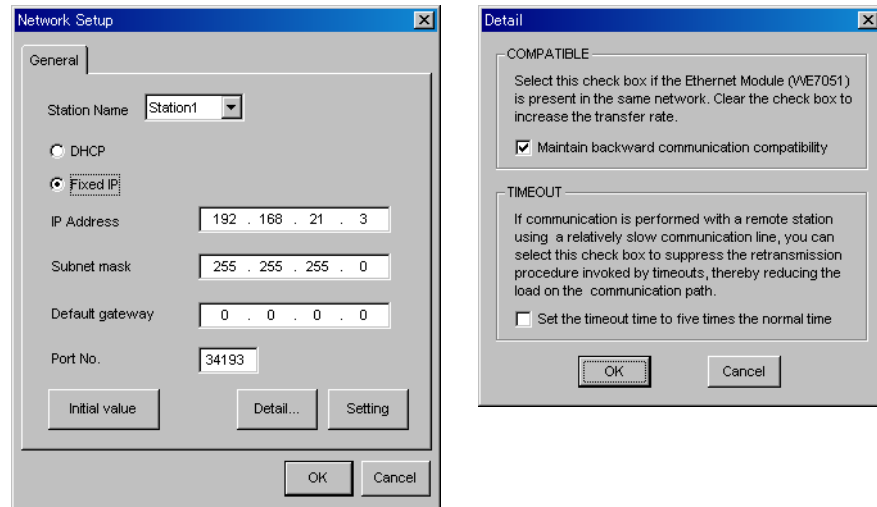 Network Setup
General
Station Name Station1
DHCP
Fixed IP
IP Address 192 . 168 . 21 . 3
Subnet mask 255 . 255 . 255 . 0
Default gateway 0 . 0 . 0 . 0
Port No. 34193
Initial value Detail... Setting
OK Cancel
Detail
COMPATIBLE
Select this check box if the Ethernet Module (WE7051)
is present in the same network. Clear the check box to
increase the transfer rate.
Maintain backward communication compatibility
TIMEOUT
If communication is performed with a remote station
using a relatively slow communication line, you can
select this check box to suppress the retransmission
procedure invoked by timeouts, thereby reducing the
load on the communication path.
Set the timeout time to five times the normal time
OK Cancel